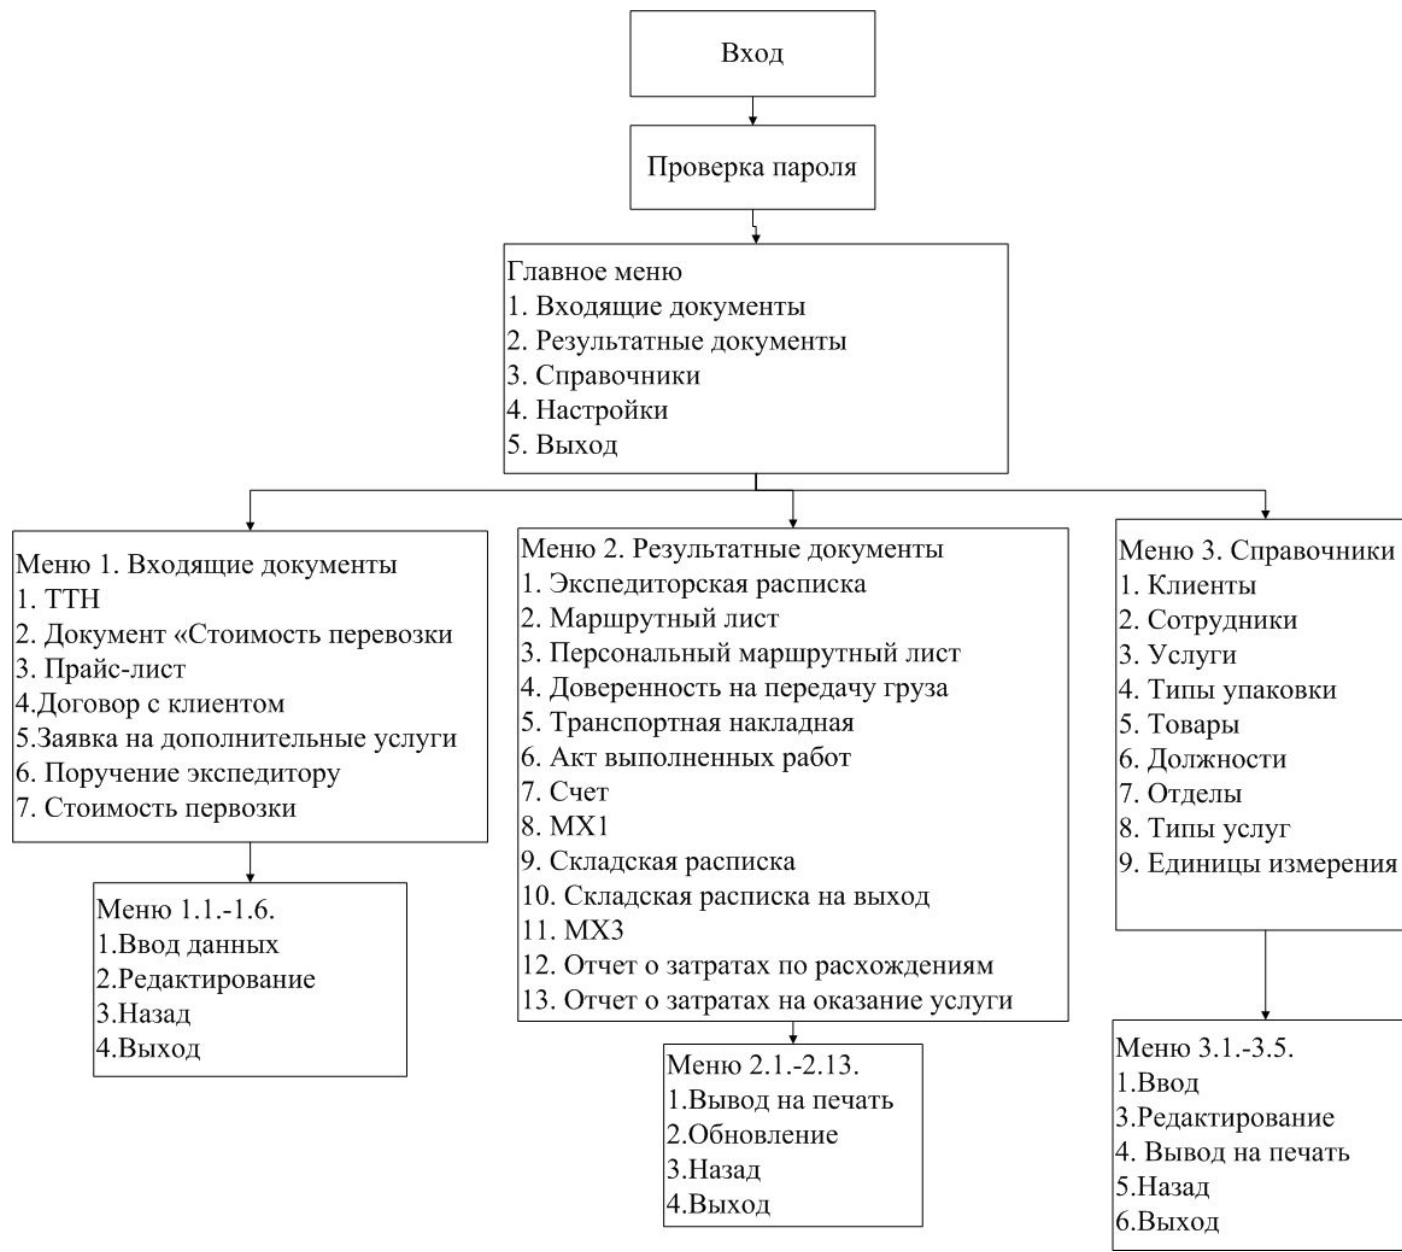 Вход
Проверка пароля
Главное меню
1. Входящие документы
2. Результатные документы
3. Справочники
4. Настройки
5. Выход
Меню 1. Входящие документы
1. ТТН
2. Документ «Стоимость перевозки
3. Прайс-лист
4.Договор с клиентом
5.Заявка на дополнительные услуги
6. Поручение экспедитору
7. Стоимость первозки
Меню 1.1.-1.6.
1.Ввод данных
2.Редактирование
3.Назад
4.Выход
Меню 2. Результатные документы
1. Экспедиторская расписка
2. Маршрутный лист
3. Персональный маршрутный лист
4. Доверенность на передачу груза
5. Транспортная накладная
6. Акт выполненных работ
7. Счет
8. МХ1
9. Складская расписка
10. Складская расписка на выход
11. МХ3
12. Отчет о затратах по расхождениям
13. Отчет о затратах на оказание услуги
Меню 2.1.-2.13.
1.Вывод на печать
2.Обновление
3.Назад
4.Выход
Меню 3. Справочники
1. Клиенты
2. Сотрудники
3. Услуги
4. Типы упаковки
5. Товары
6. Должности
7. Отделы
8. Типы услуг
9. Единицы измерения
Меню 3.1.-3.5.
1.Ввод
3.Редактирование
4. Вывод на печать
5.Назад
6.Выход